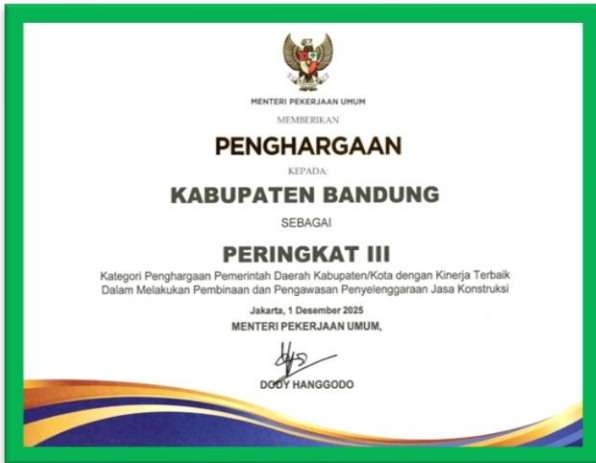 MENTERI PEKERJAAN UMUM
MEMBERIKAN
PENGHARGAAN
KEPADA:
KABUPATEN BANDUNG
SEBAGAI
PERINGKAT III
Kategori Penghargaan Pemerintah Daerah Kabupaten/Kota dengan Kinerja Terbaik
Dalam Melakukan Pembinaan dan Pengawasan Penyelenggaraan Jasa Konstruksi
Jakarta, 1 Desember 2025
MENTERI PEKERJAAN UMUM,
DODY HANGGODO